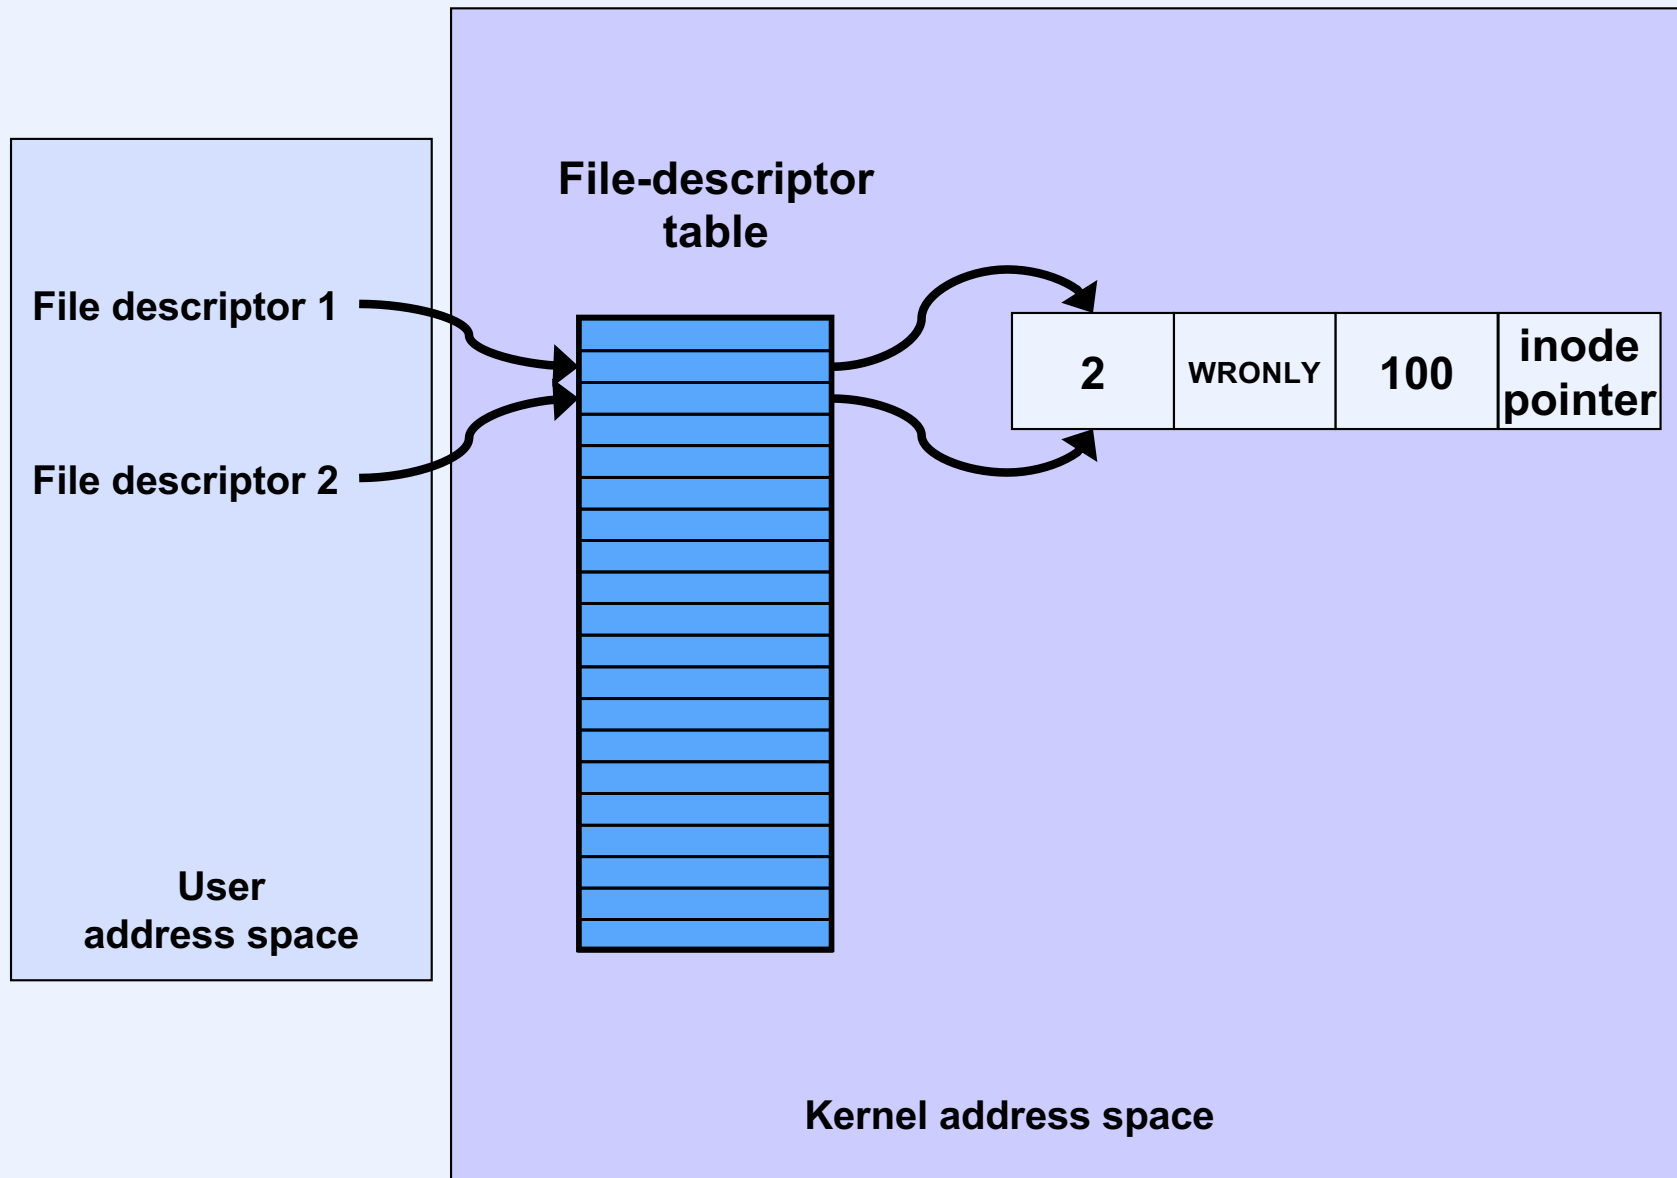 File-descriptor
table
File descriptor 1
2
WRONLY
100
inode
pointer
File descriptor 2
User
address space
Kernel address space